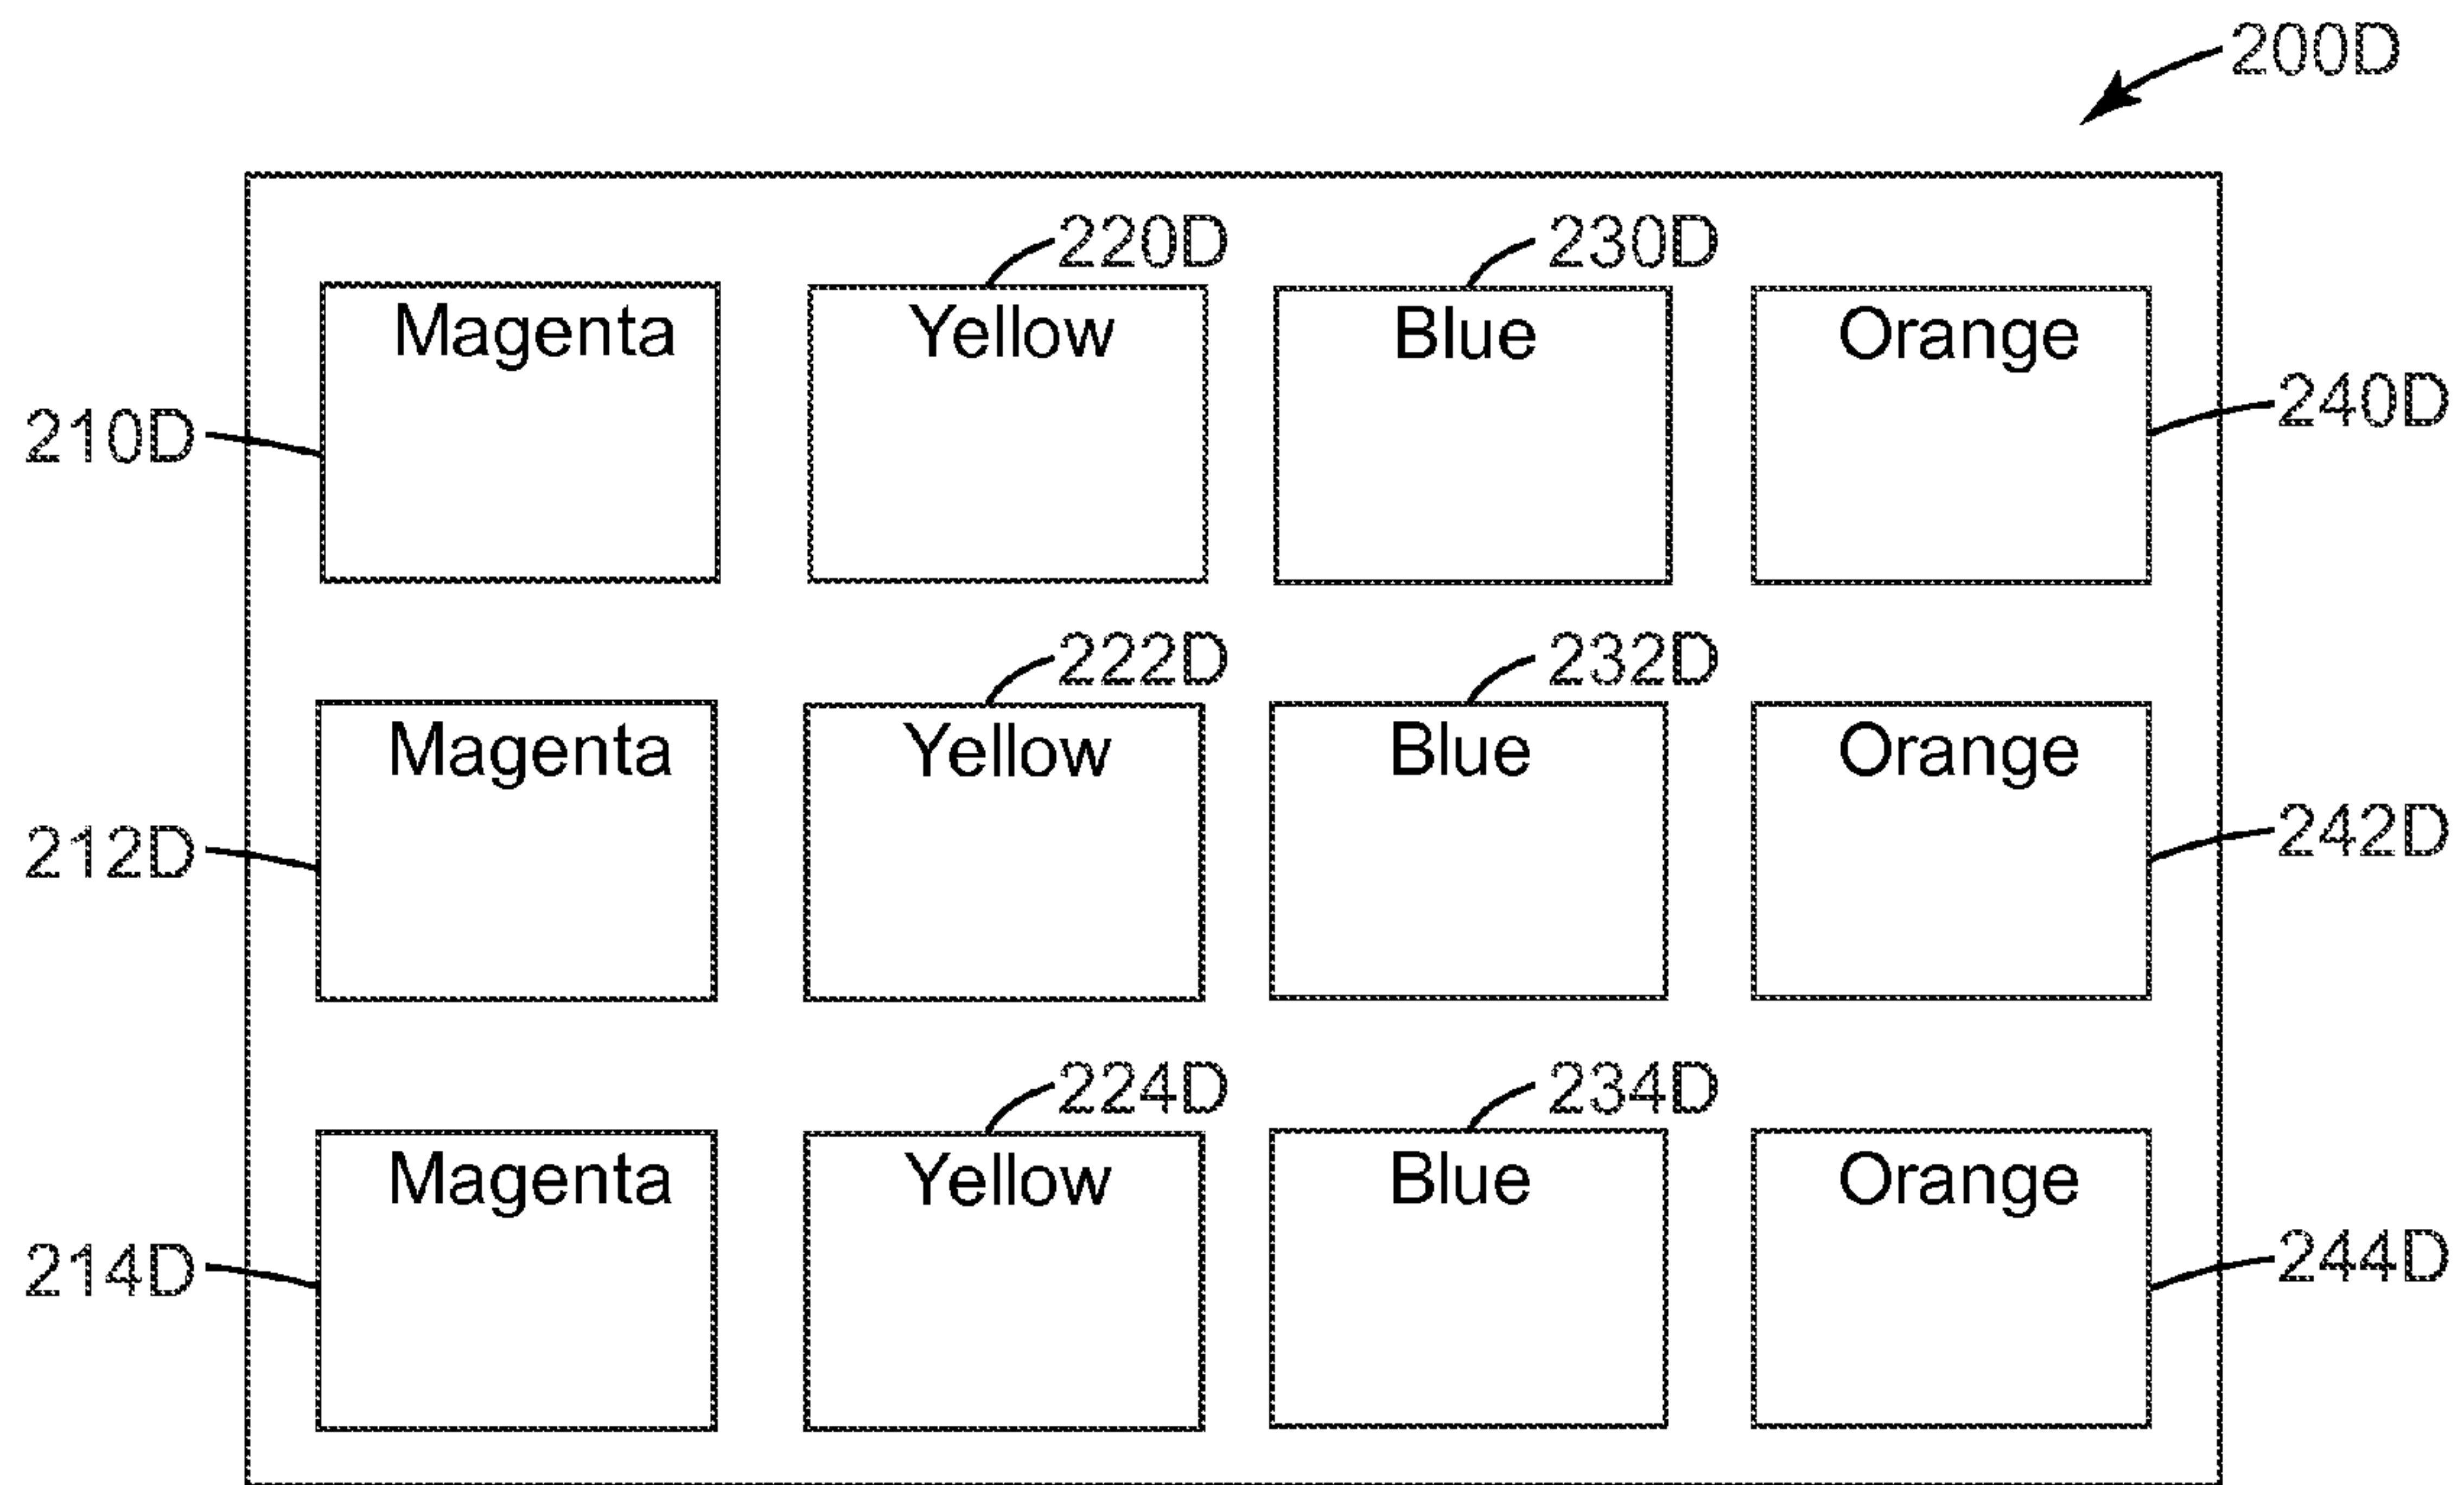 200D
220D 230D
Magenta Yellow Blue Orange
210D 240D
222D 232D
Magenta Yellow Blue Orange
212D 242D
224D 234D
Magenta Yellow Blue Orange
214D 244D